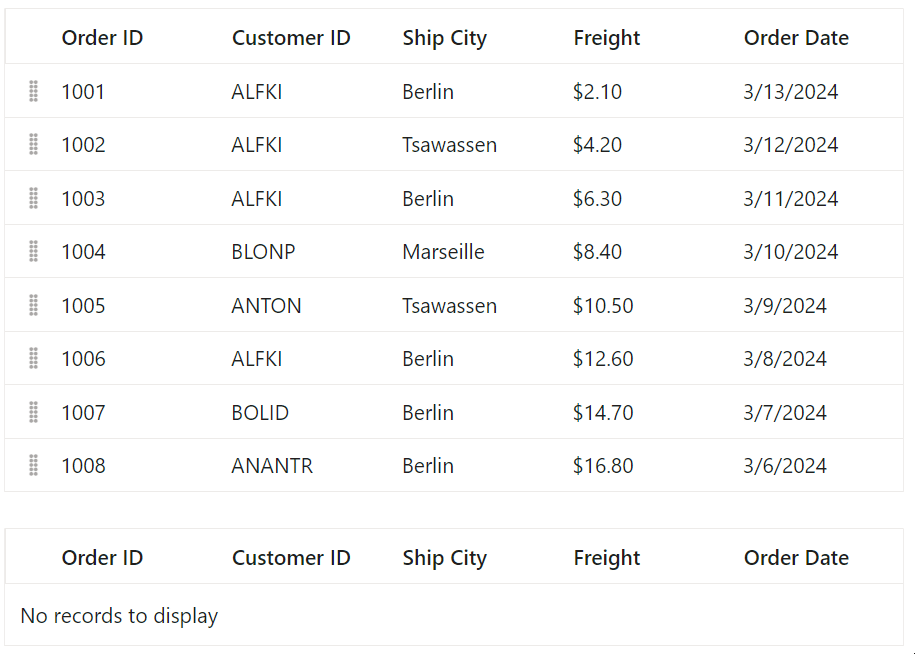 Order ID Customer ID Ship City Freight Order Date
1001 ALFKI Berlin $2.10 3/13/2024
1002 ALFKI Tsawassen $4.20 3/12/2024
1003 ALFKI Berlin $6.30 3/11/2024
1004 BLONP Marseille $8.40 3/10/2024
1005 ANTON Tsawassen $10.50 3/9/2024
1006 ALFKI Berlin $12.60 3/8/2024
1007 BOLID Berlin $14.70 3/7/2024
1008 ANANTR Berlin $16.80 3/6/2024
Order ID Customer ID Ship City Freight Order Date
No records to display